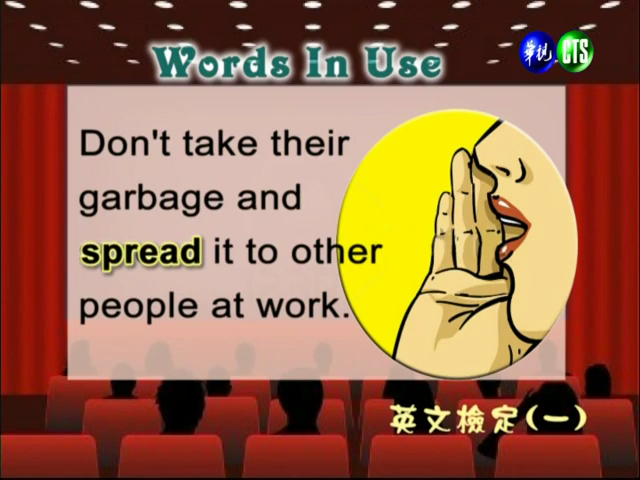 Words In Use
華視
CTS
Don't take their
garbage and
spread it to other
people at work.
英文檢定(一)